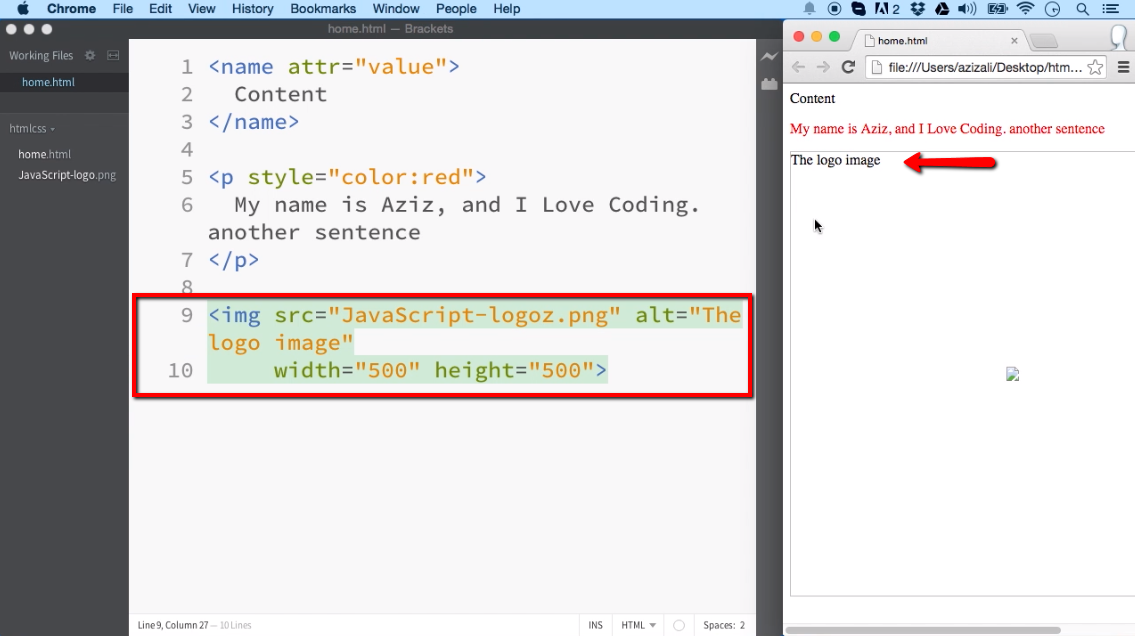 Chrome File Edit View History Bookmarks Window People Help 2
home.html — Brackets
Working Files
home.html
htmlcss
home.html
JavaScript-logo.png
1 <name attr="value">
2 Content
3 </name>
4
5 <p style="color:red">
6 My name is Aziz, and I Love Coding.
another sentence
7 </p>
8
9 <img src="JavaScript-logoz.png" alt="The
logo image"
10 width="500" height="500">
Line 9, Column 27 — 10 Lines
INS HTML Spaces: 2
home.html
file:///Users/azizali/Desktop/htm...
Content
My name is Aziz, and I Love Coding. another sentence
The logo image